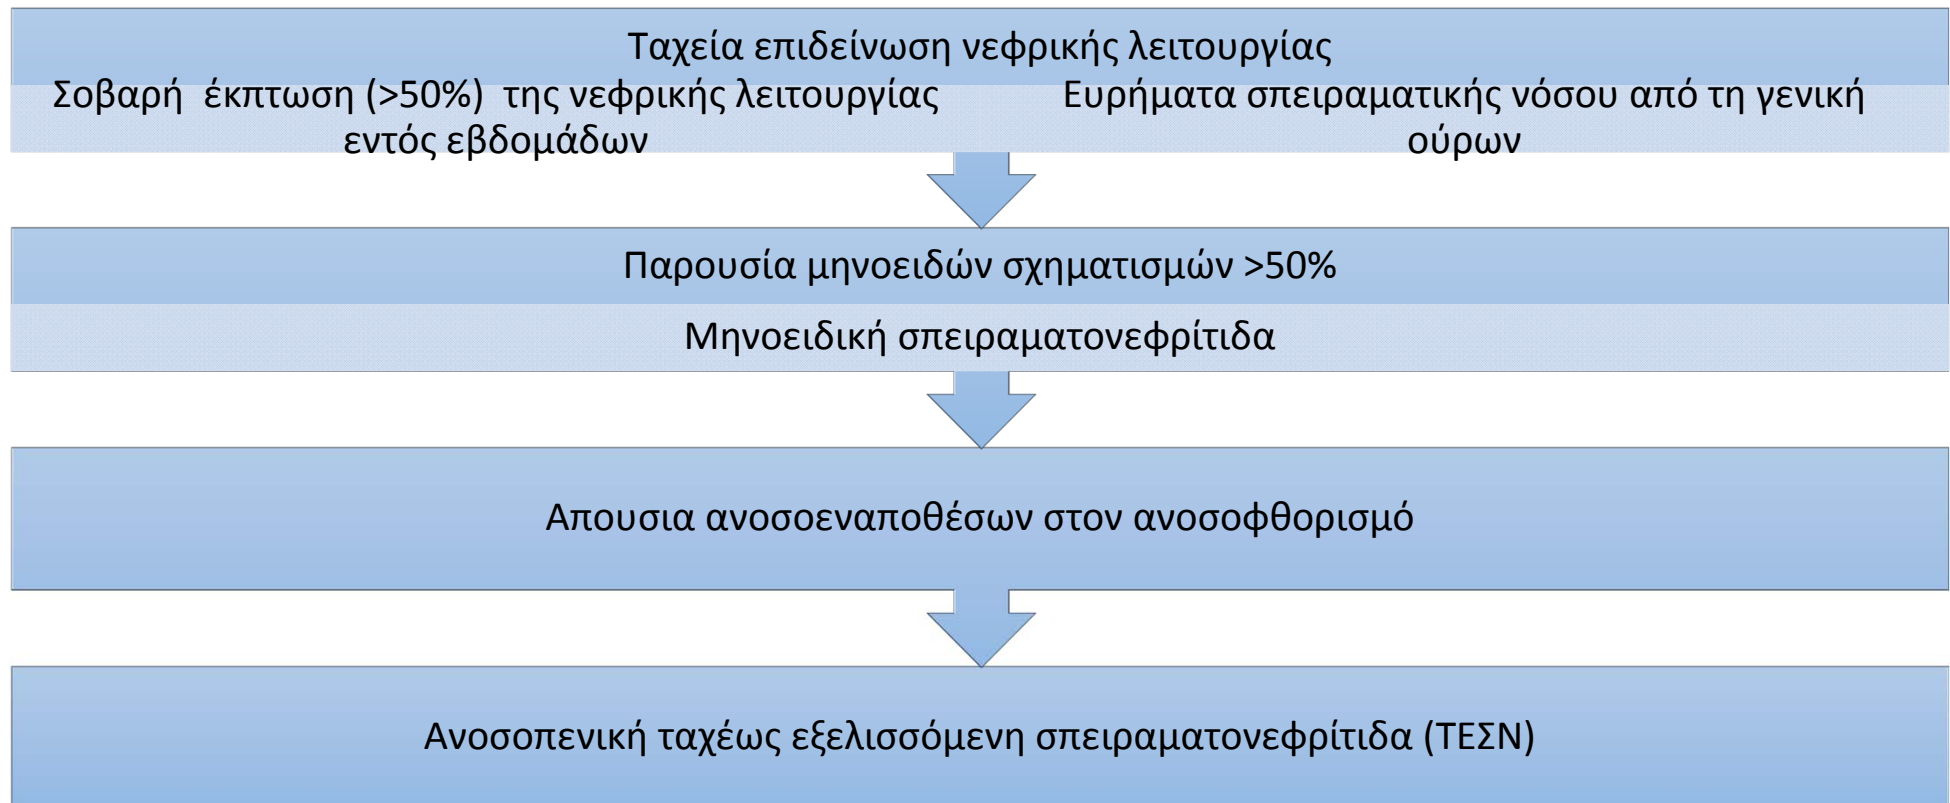 Ταχεία επιδείνωση νεφρικής λειτουργίας
Σοβαρή έκπτωση (>50%) της νεφρικής λειτουργίας
εντός εβδομάδων
Ευρήματα σπειραματικής νόσου από τη γενική
ούρων
Παρουσία μηνοειδών σχηματισμών >50%
Μηνοειδική σπειραματονεφρίτιδα
Απουσια ανοσοεναποθέσων στον ανοσοφθορισμό
Ανοσοπενική ταχέως εξελισσόμενη σπειραματονεφρίτιδα (ΤΕΣΝ)